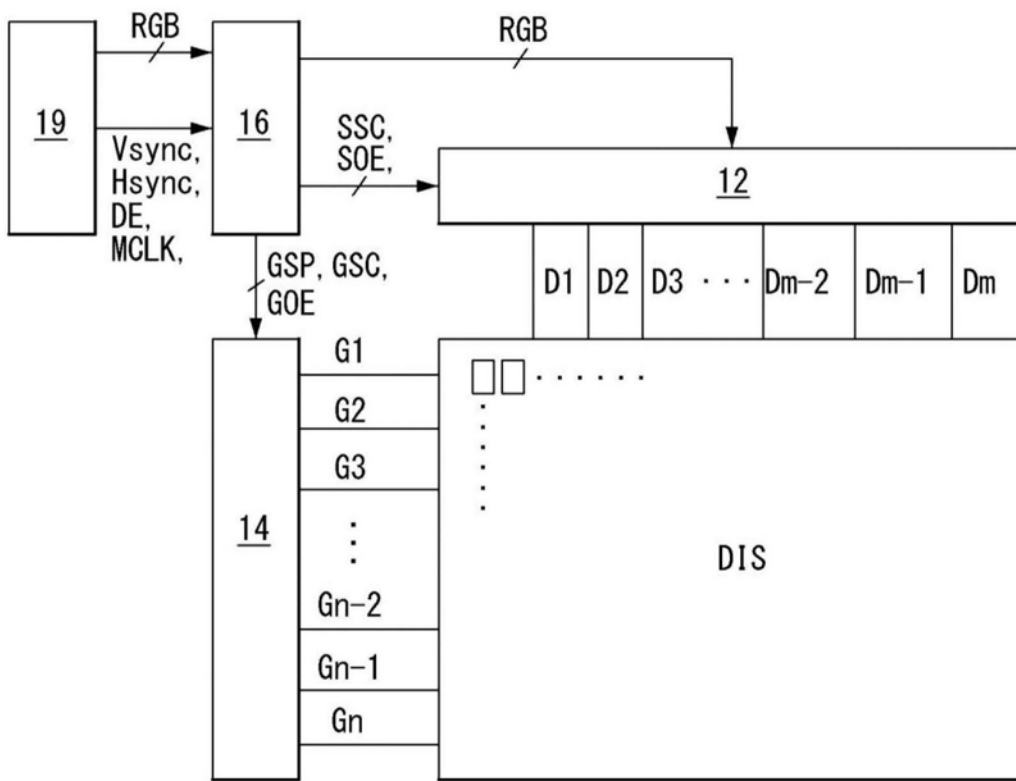 RGB
RGB
19
16
SSC,
SOE,
Vsync,
Hsync,
DE,
MCLK,
12
GSP, GSC,
GOE
D1 D2 D3 ··· Dm-2 Dm-1 Dm
G1
G2
G3
14
DIS
Gn-2
Gn-1
Gn